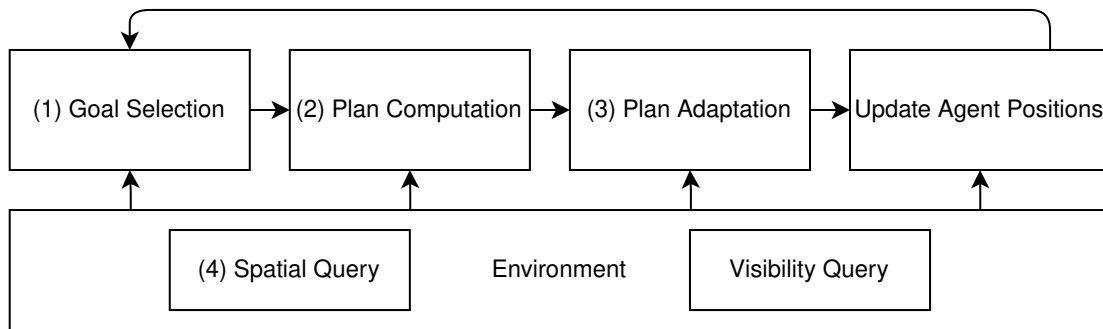 (1) Goal Selection
(2) Plan Computation
(3) Plan Adaptation
Update Agent Positions
(4) Spatial Query
Environment
Visibility Query